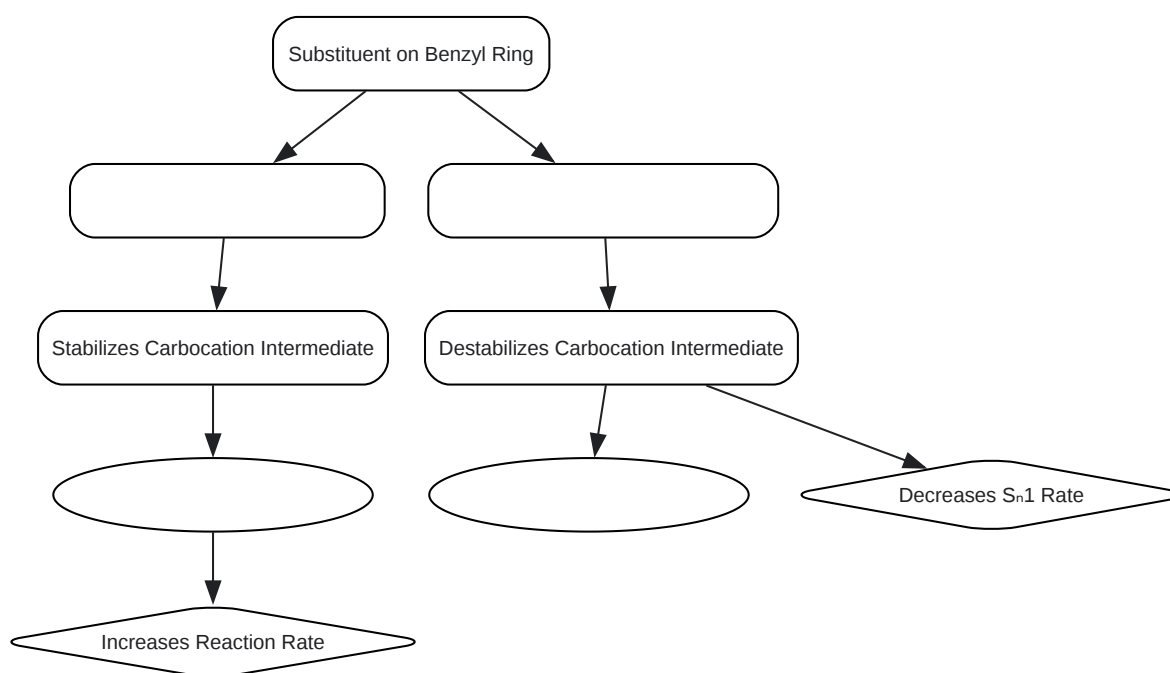 Substituent on Benzyl Ring
Stabilizes Carbocation Intermediate
Destabilizes Carbocation Intermediate
Decreases Sₙ1 Rate
Increases Reaction Rate